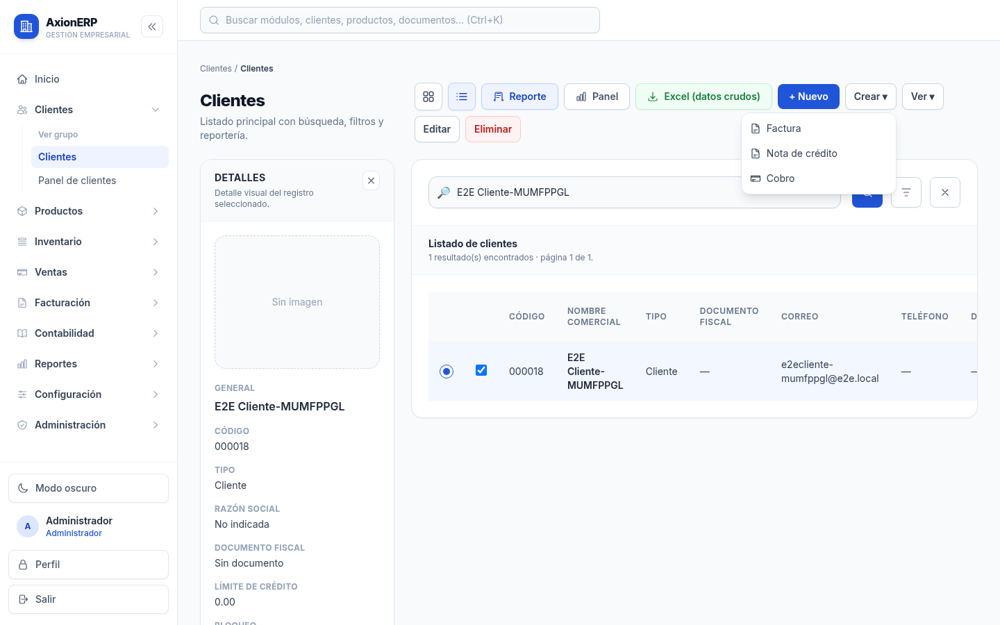 AxionERP
GESTIÓN EMPRESARIAL
Buscar módulos, clientes, productos, documentos... (Ctrl+K)
Inicio
Clientes
Ver grupo
Clientes
Panel de clientes
Productos
Inventario
Ventas
Facturación
Contabilidad
Reportes
Configuración
Administración
Modo oscuro
A
Administrador
Administrador
Perfil
Salir
Clientes / Clientes
Clientes
Listado principal con búsqueda, filtros y
reportería.
Reporte
Panel
Excel (datos crudos)
+ Nuevo
Crear ▾
Ver ▾
Editar
Eliminar
Factura
Nota de crédito
Cobro
DETALLES
Detalle visual del registro
seleccionado.
Sin imagen
GENERAL
E2E Cliente-MUMFPPGL
CÓDIGO
000018
TIPO
Cliente
RAZÓN SOCIAL
No indicada
DOCUMENTO FISCAL
Sin documento
LÍMITE DE CRÉDITO
0.00
BLOQUEO
E2E Cliente-MUMFPPGL
Listado de clientes
1 resultado(s) encontrados · página 1 de 1.
CÓDIGO
NOMBRE
COMERCIAL
TIPO
DOCUMENTO
FISCAL
CORREO
TELÉFONO
D
000018
E2E
Cliente-
MUMFPPGL
Cliente
—
e2ecliente-
mumfppgl@e2e.local
—
—